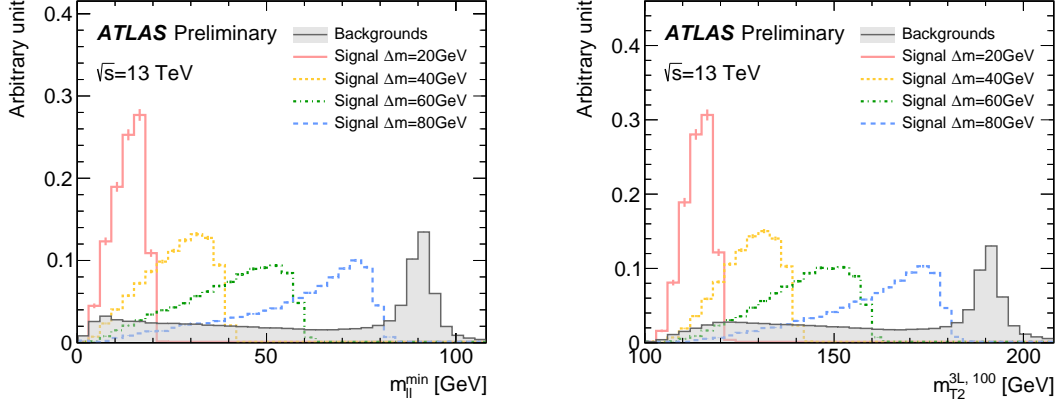 Arbitrary unit
0.4
0.3
0.2
0.1
0
ATLAS Preliminary
√s=13 TeV
Backgrounds
Signal Δm=20GeV
Signal Δm=40GeV
Signal Δm=60GeV
Signal Δm=80GeV
0 50 100
m_ll^min [GeV]
Arbitrary unit
0.4
0.3
0.2
0.1
0
ATLAS Preliminary
√s=13 TeV
Backgrounds
Signal Δm=20GeV
Signal Δm=40GeV
Signal Δm=60GeV
Signal Δm=80GeV
100 150 200
m_T2^3L, 100 [GeV]